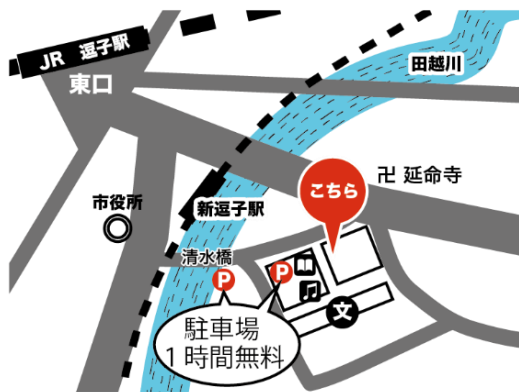 JR 逗子駅
東口
田越川
卍 延命寺
こちら
市役所
新逗子駅
清水橋
P
P
文
駐車場
１時間無料